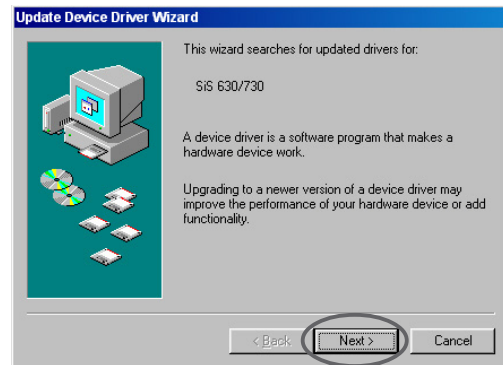 Update Device Driver Wizard
This wizard searches for updated drivers for:
SiS 630/730
A device driver is a software program that makes a
hardware device work.
Upgrading to a newer version of a device driver may
improve the performance of your hardware device or add
functionality.
< Back
Next >
Cancel